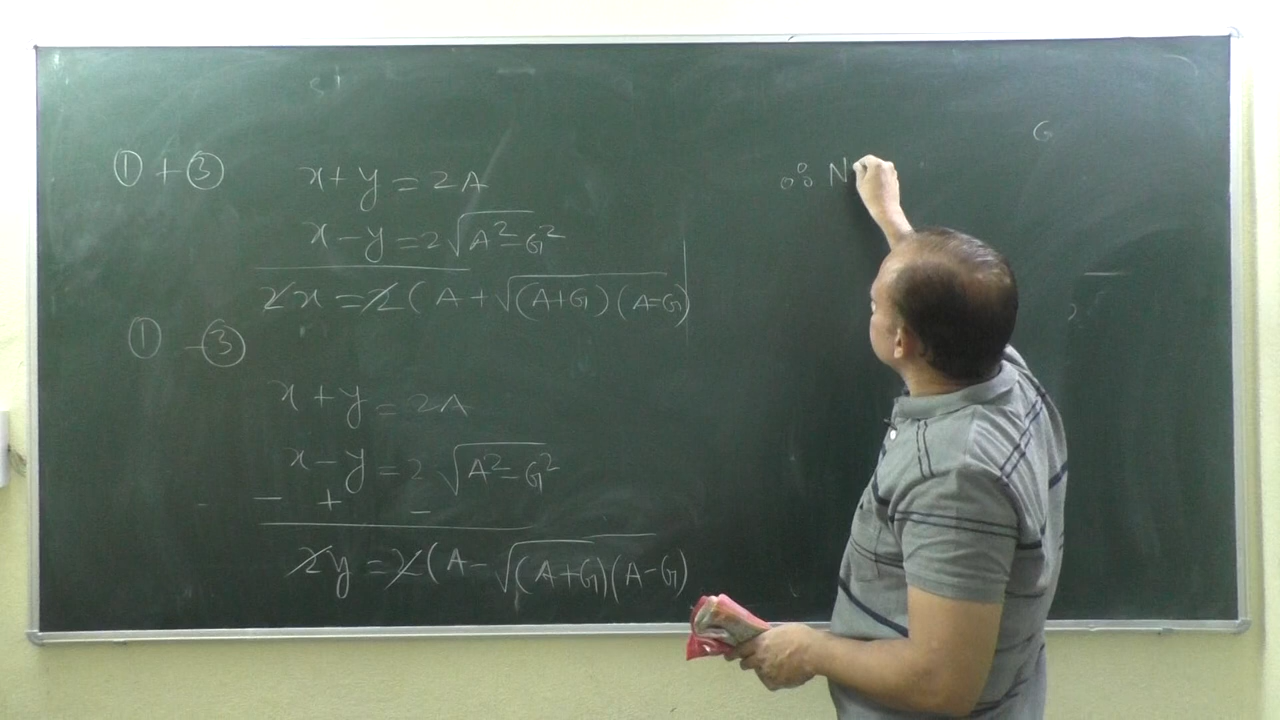 ① + ③ x + y = 2A
x - y = 2√A² - G²
2x = 2(A + √(A+G)(A-G)
① - ③
x + y = 2A
x - y = 2√A² - G²
- + -
2y = 2(A - √(A+G)(A-G)
∴ N
G